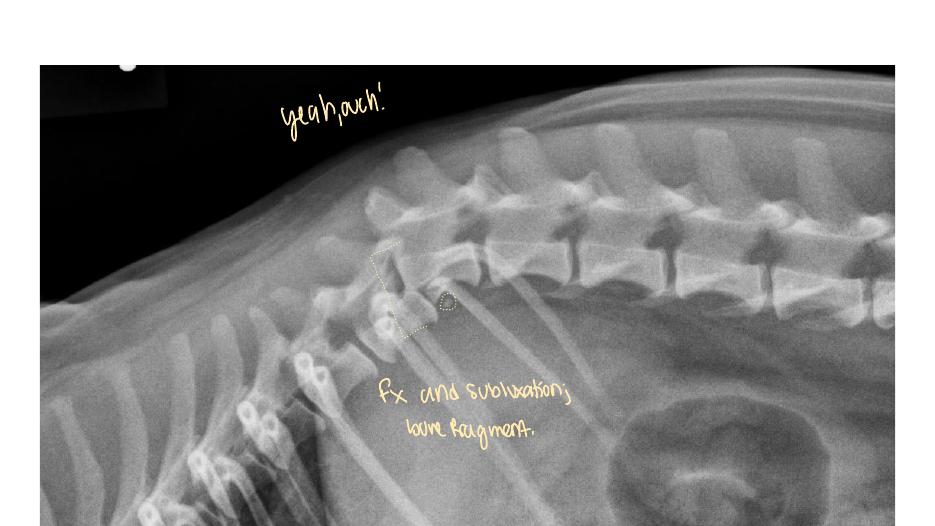 yeah, ouch!
fx and subluxation;
bone fragment.